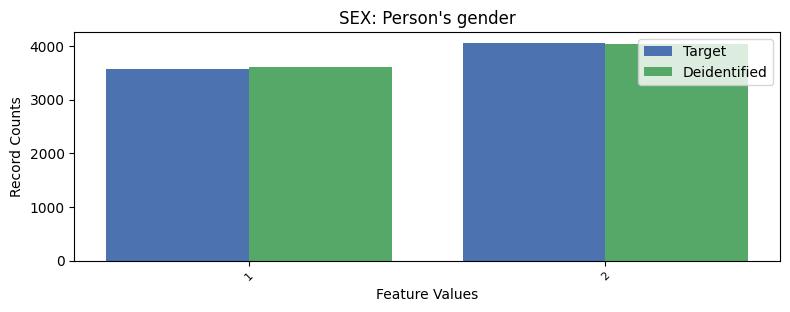 SEX: Person's gender
Target
Deidentified
4000
3000
2000
1000
0
Record Counts
1
2
Feature Values